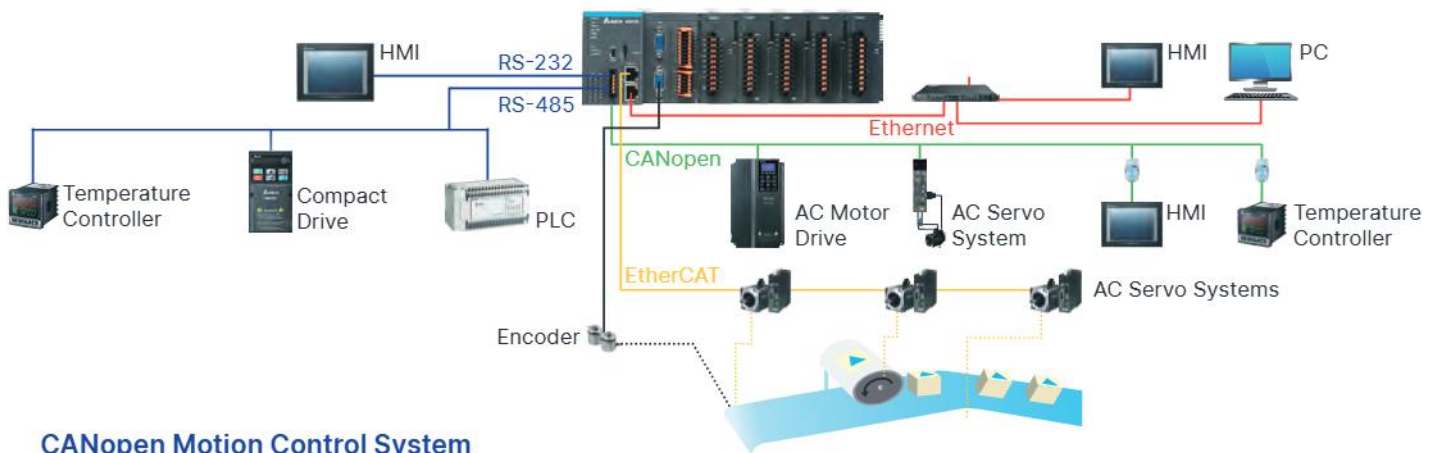 HMI
RS-232
RS-485
HMI
PC
Ethernet
CANopen
Temperature
Controller
Compact
Drive
PLC
AC Motor
Drive
AC Servo
System
HMI
Temperature
Controller
EtherCAT
AC Servo Systems
Encoder
CANopen Motion Control System